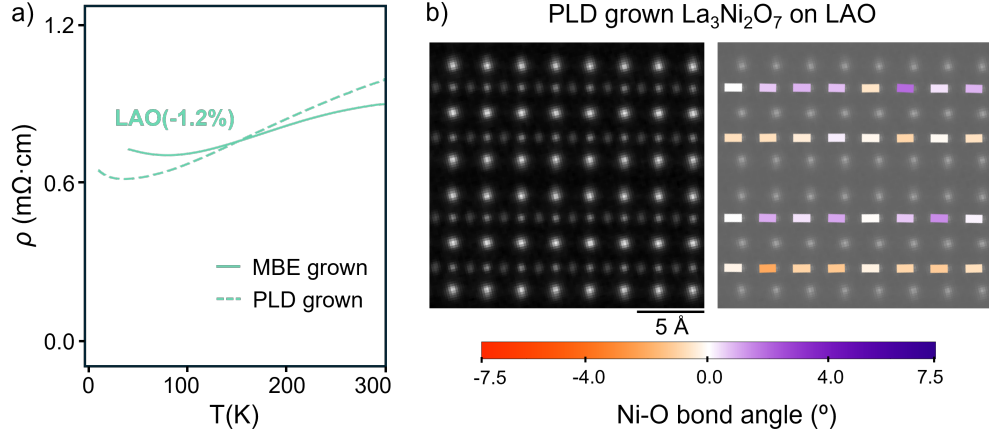 a)
1.2
0.6
0.0
ρ (mΩ·cm)
LAO(-1.2%)
MBE grown
PLD grown
0
100
200
300
T(K)
b)
PLD grown La₃Ni₂O₇ on LAO
5 Å
-7.5
-4.0
0.0
4.0
7.5
Ni-O bond angle (º)